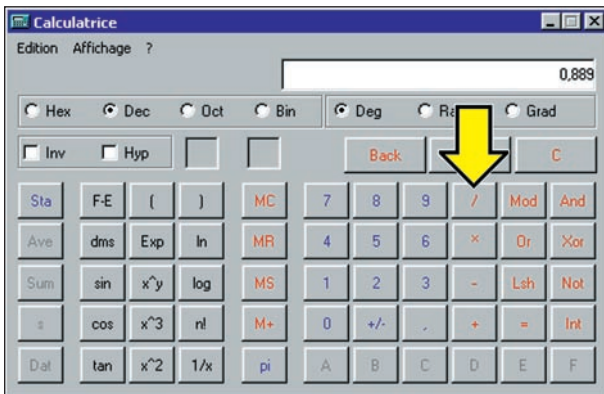 Calculatrice
Edition Affichage ?
0,889
Hex Dec Oct Bin Deg Grad
Inv Hyp Back C
Sta F-E ( ) MC 7 8 9 / Mod And
Ave dms Exp ln MR 4 5 6 * Or Xor
Sum sin x^y log MS 1 2 3 - Lsh Not
s cos x^3 n! M+ 0 +/- , + = Int
Dat tan x^2 1/x pi A B C D E F